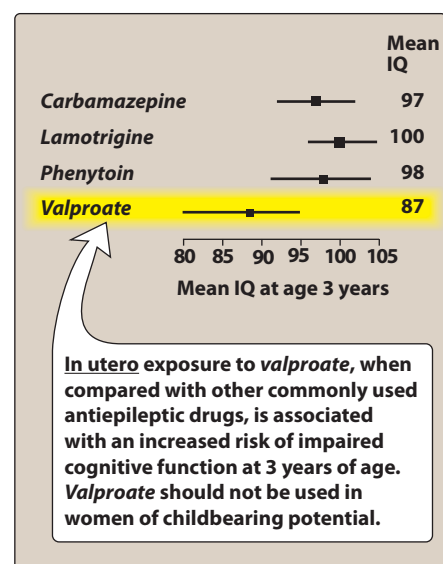 Mean
IQ
Carbamazepine 97
Lamotrigine 100
Phenytoin 98
Valproate 87
80 85 90 95 100 105
Mean IQ at age 3 years
In utero exposure to valproate, when
compared with other commonly used
antiepileptic drugs, is associated
with an increased risk of impaired
cognitive function at 3 years of age.
Valproate should not be used in
women of childbearing potential.